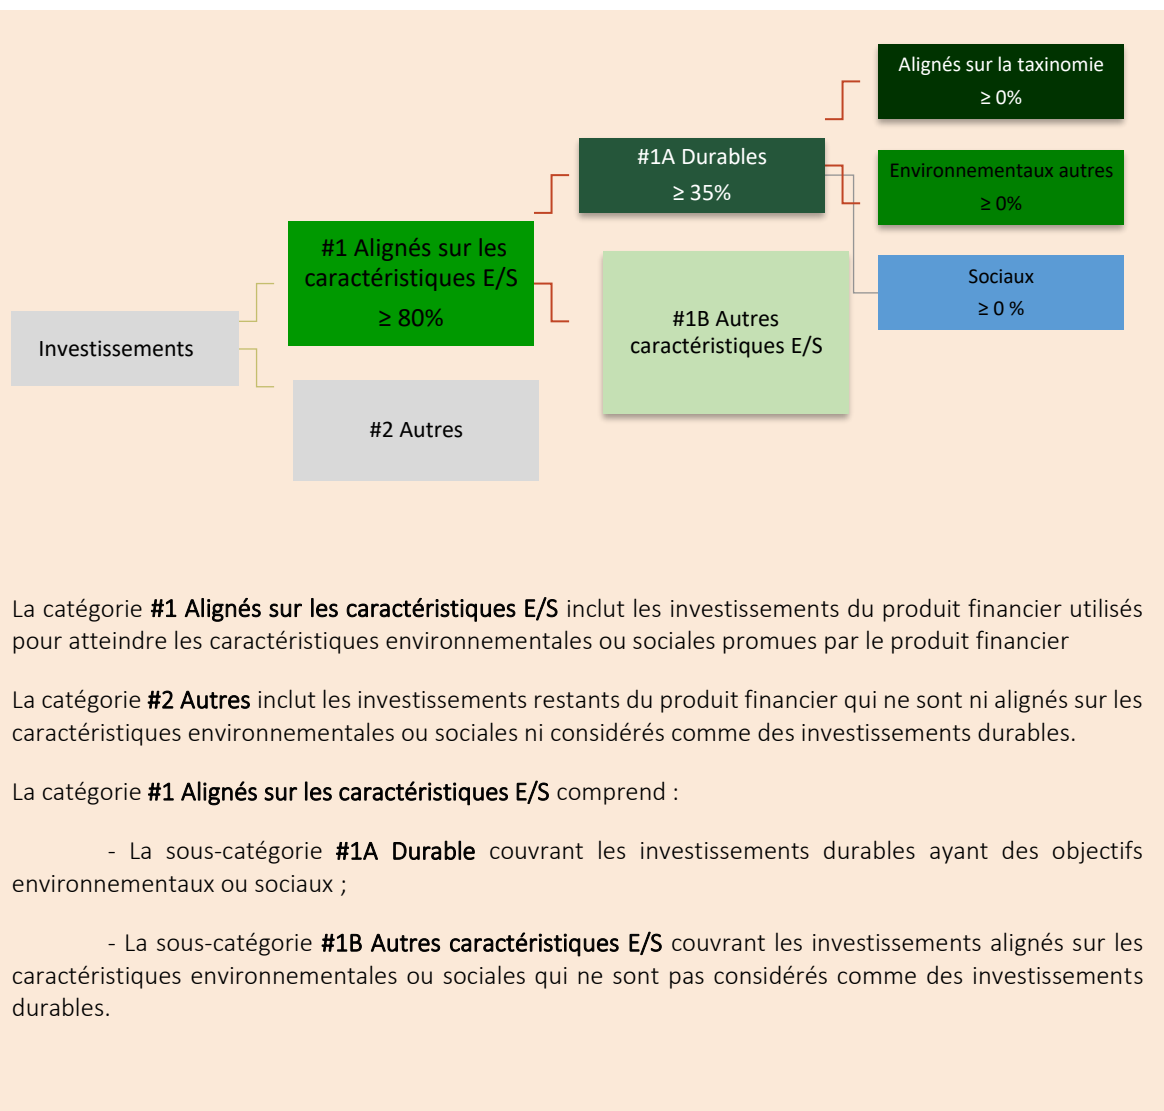 Alignés sur la taxinomie
≥ 0%
#1A Durables
≥ 35%
Environnementaux autres
≥ 0%
#1 Alignés sur les
caractéristiques E/S
≥ 80%
Sociaux
≥ 0 %
#1B Autres
caractéristiques E/S
Investissements
#2 Autres
La catégorie #1 Alignés sur les caractéristiques E/S inclut les investissements du produit financier utilisés
pour atteindre les caractéristiques environnementales ou sociales promues par le produit financier
La catégorie #2 Autres inclut les investissements restants du produit financier qui ne sont ni alignés sur les
caractéristiques environnementales ou sociales ni considérés comme des investissements durables.
La catégorie #1 Alignés sur les caractéristiques E/S comprend :
- La sous-catégorie #1A Durable couvrant les investissements durables ayant des objectifs
environnementaux ou sociaux ;
- La sous-catégorie #1B Autres caractéristiques E/S couvrant les investissements alignés sur les
caractéristiques environnementales ou sociales qui ne sont pas considérés comme des investissements
durables.